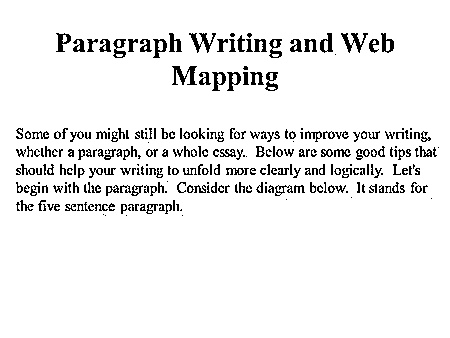 Paragraph Writing and Web
Mapping
Some of you might still be looking for ways to improve your writing,
whether a paragraph, or a whole essay.  Below are some good tips that
should help your writing to unfold more clearly and logically.  Let's
begin with the paragraph.  Consider the diagram below.  It stands for
the five sentence paragraph.